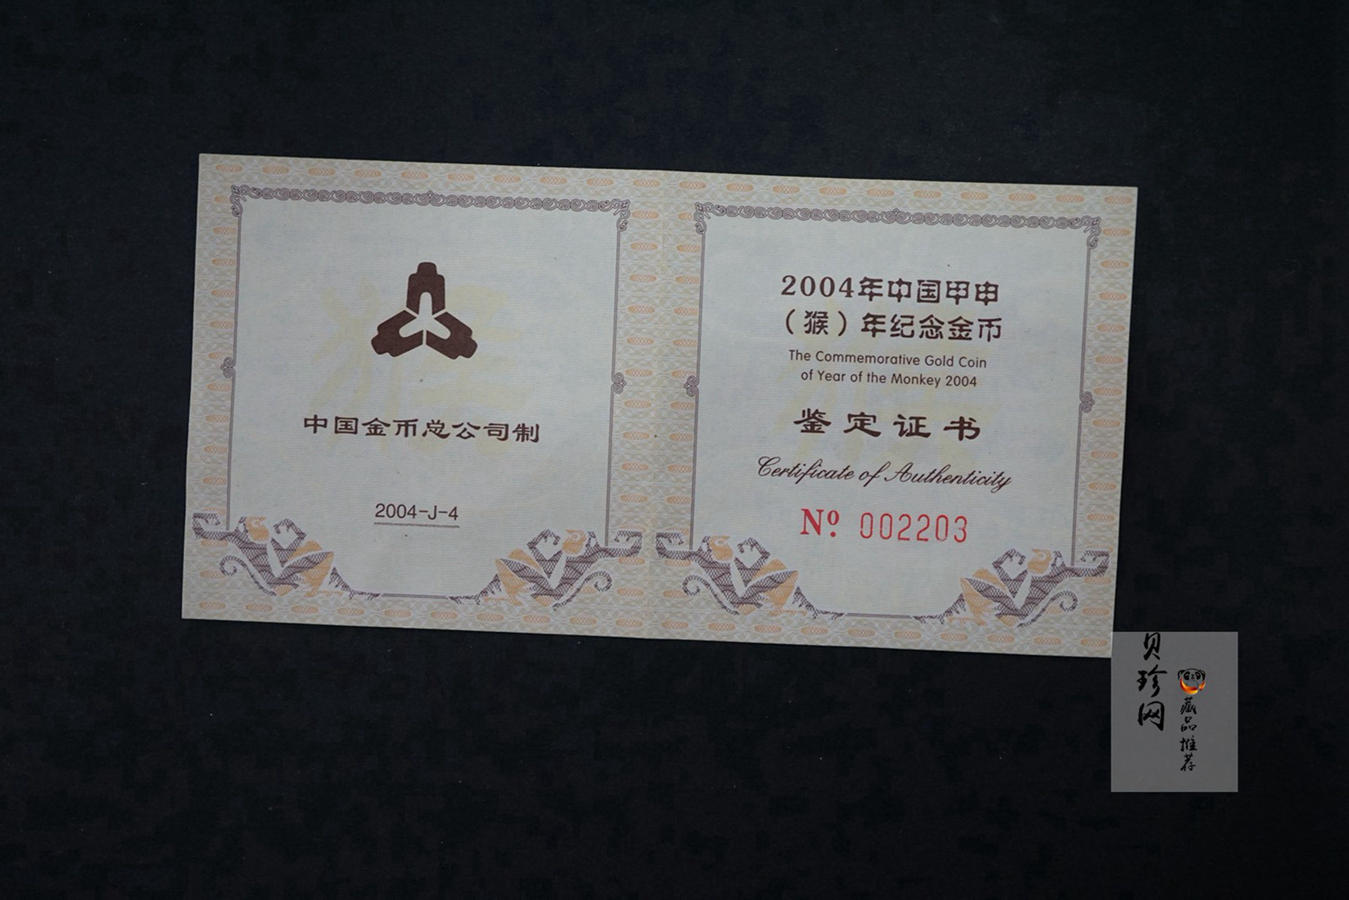 中国金币总公司制
2004-J-4
2004年中国甲申
（猴）年纪念金币
The Commemorative Gold Coin
of Year of the Monkey 2004
鉴定证书
Certificate of Authenticity
Nº 002203
贝珍网
藏品推荐